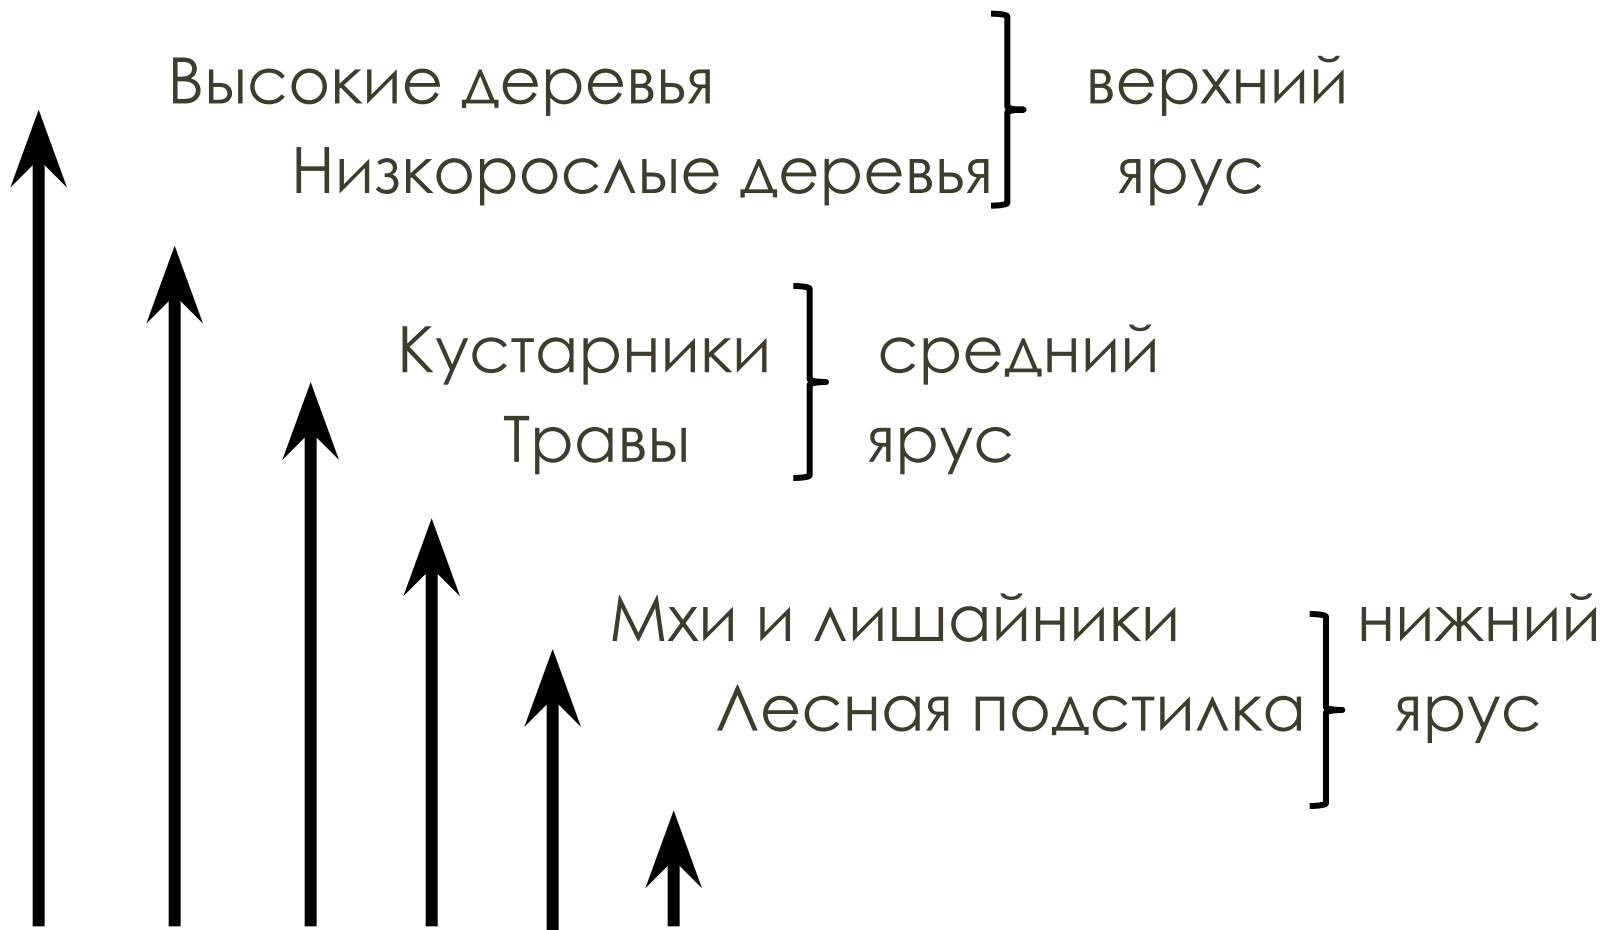 Высокие деревья верхний
Низкорослые деревья ярус
Кустарники средний
Травы ярус
Мхи и лишайники нижний
Лесная подстилка ярус